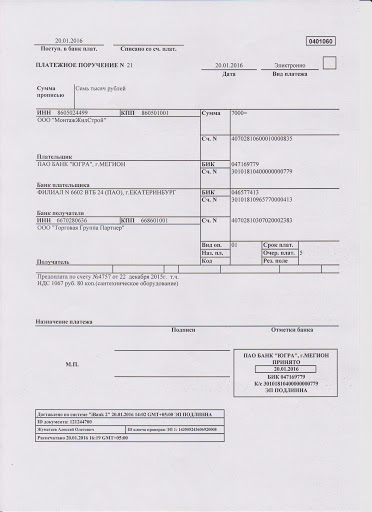 20.01.2016
0401060
Поступ. в банк плат. Списано со сч. плат.
ПЛАТЕЖНОЕ ПОРУЧЕНИЕ N 21 20.01.2016 Электронно
Дата Вид платежа
Сумма прописью Семь тысяч рублей
ИНН 8605024499 КПП 860501001 Сумма 7000=
ООО "МонтажЖилСтрой"
Сч. N 40702810600010000835
Плательщик
ПАО БАНК "ЮГРА", г.МЕГИОН БИК 047169779
Сч. N 30101810400000000779
Банк плательщика
ФИЛИАЛ N 6602 ВТБ 24 (ПАО), г.ЕКАТЕРИНБУРГ БИК 046577413
Сч. N 30101810965770000413
Банк получателя
ИНН 6670280636 КПП 668601001 Сч. N 40702810307020002383
ООО "Торговая Группа Партнер"
Вид оп. 01 Срок плат.
Наз. пл. Очер. плат. 5
Получатель Код Рез. поле
Предоплата по счету №4757 от 22 декабря 2015г. т.ч.
НДС 1067 руб. 80 коп.(сантехническое оборудование)
Назначение платежа
Подписи Отметки банка
М.П.
ПАО БАНК "ЮГРА", г.МЕГИОН
ПРИНЯТО
20.01.2016
БИК 047169779
К/с 30101810400000000779
ЭП ПОДЛИННА
Доставлено по системе "iBank 2" 20.01.2016 14:02 GMT+05:00 ЭП ПОДЛИННА
ID документа: 121244780
Алексей Олегович ID ключа проверки: ЭП 1:
Распечатано 20.01.2016 16:19 GMT+05:00